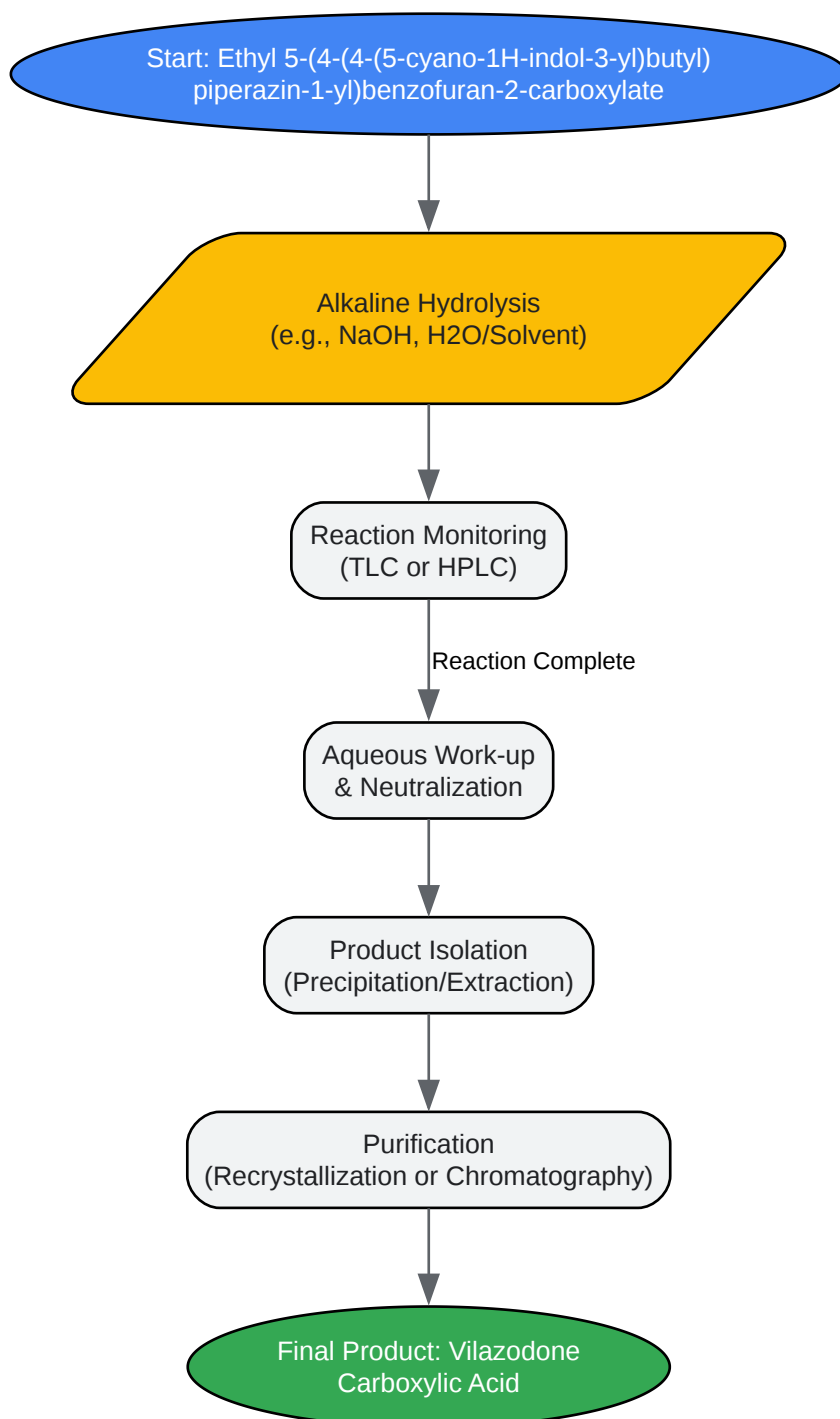 Start: Ethyl 5-(4-(4-(5-cyano-1H-indol-3-yl)butyl)
piperazin-1-yl)benzofuran-2-carboxylate
Alkaline Hydrolysis
(e.g., NaOH, H2O/Solvent)
Reaction Monitoring
(TLC or HPLC)
Reaction Complete
Aqueous Work-up
& Neutralization
Product Isolation
(Precipitation/Extraction)
Purification
(Recrystallization or Chromatography)
Final Product: Vilazodone
Carboxylic Acid